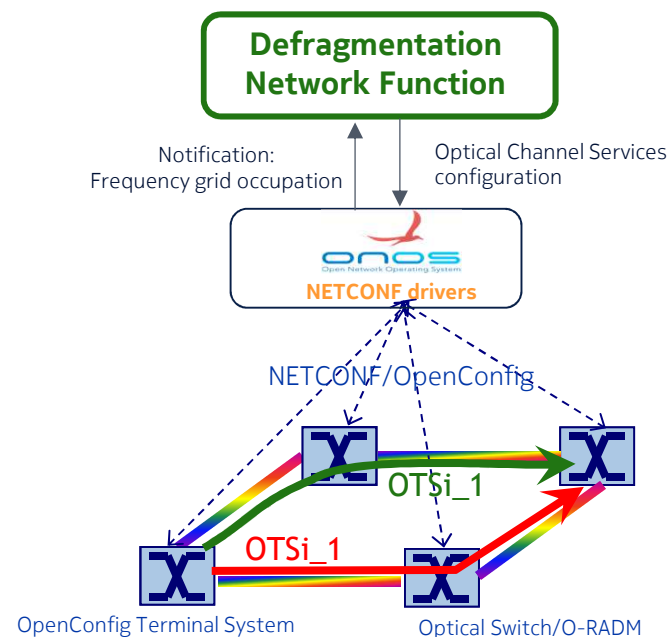 Defragmentation
Network Function
Notification:
Frequency grid occupation
Optical Channel Services
configuration
onos
Open Network Operating System
NETCONF drivers
NETCONF/OpenConfig
OTSi_1
OTSi_1
OpenConfig Terminal System
Optical Switch/O-RADM